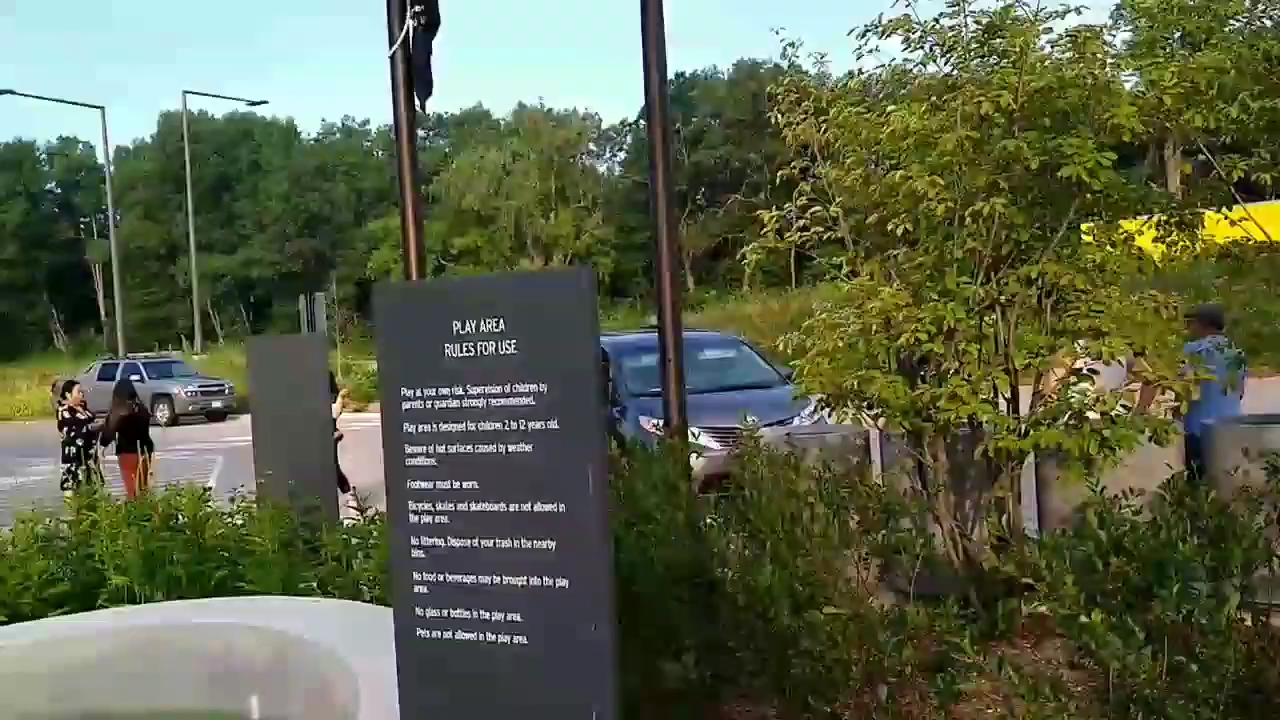 PLAY AREA
RULES FOR USE
Play at your own risk. Supervision of children by
parents or guardian strongly recommended.
Play area is designed for children 2 to 12 years old.
Beware of hot surfaces caused by weather
conditions.
Footwear must be worn.
Bicycles, skates and skateboards are not allowed in
the play area.
No littering. Dispose of your trash in the nearby
bins.
No food or beverages may be brought into the play
area.
No glass or bottles in the play area.
Pets are not allowed in the play area.